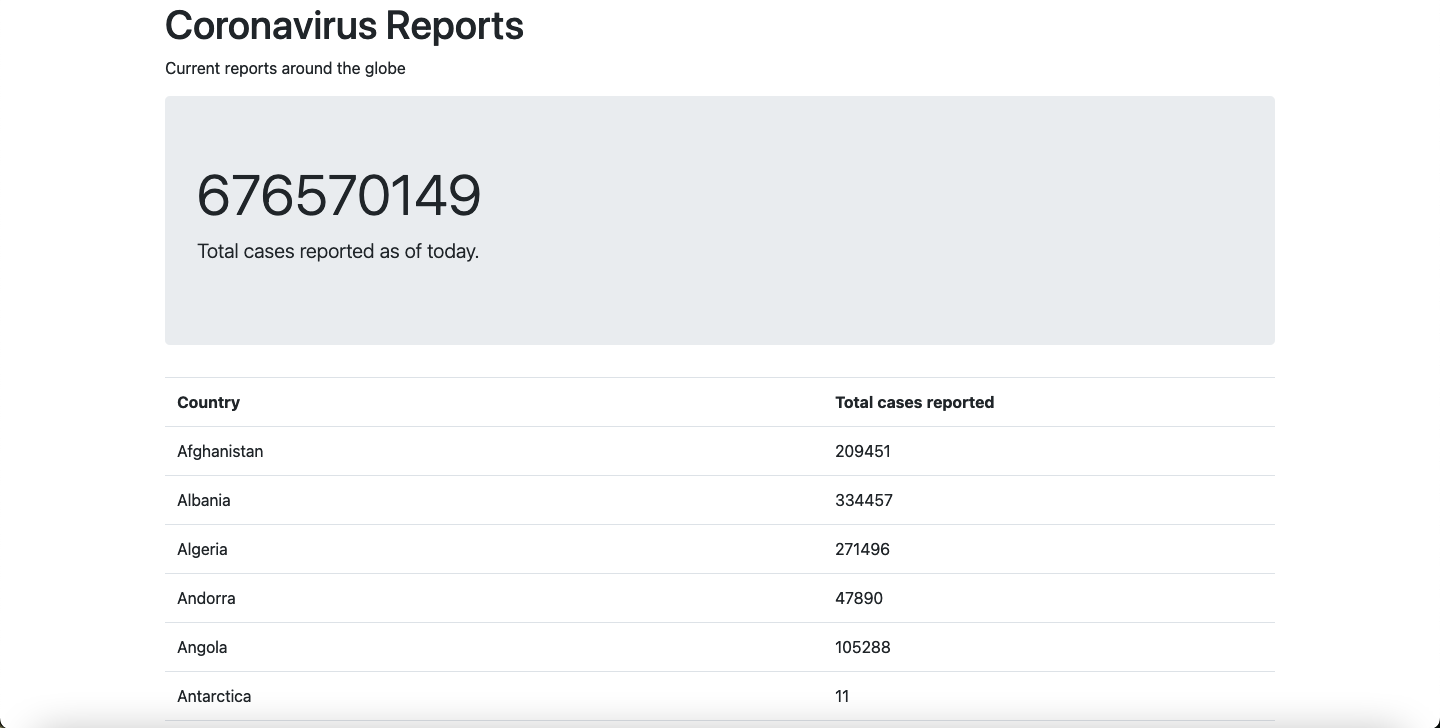 Coronavirus Reports
Current reports around the globe
676570149
Total cases reported as of today.
Country Total cases reported
Afghanistan 209451
Albania 334457
Algeria 271496
Andorra 47890
Angola 105288
Antarctica 11